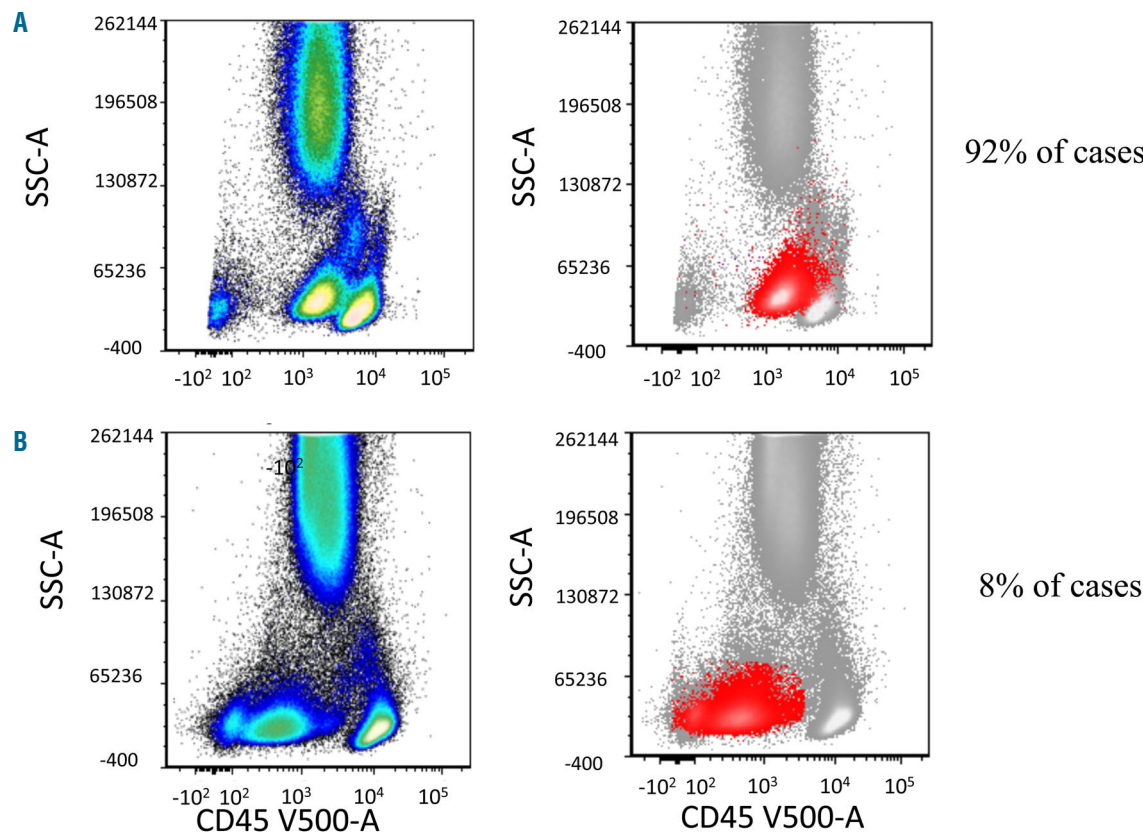 A
SSC-A
262144
196508
130872
65236
-400
-10² 10² 10³ 10⁴ 10⁵
SSC-A
262144
196508
130872
65236
-400
-10² 10² 10³ 10⁴ 10⁵
92% of cases
B
SSC-A
262144
-10²
196508
130872
65236
-400
-10² 10² 10³ 10⁴ 10⁵
CD45 V500-A
SSC-A
262144
196508
130872
65236
-400
-10² 10² 10³ 10⁴ 10⁵
CD45 V500-A
8% of cases